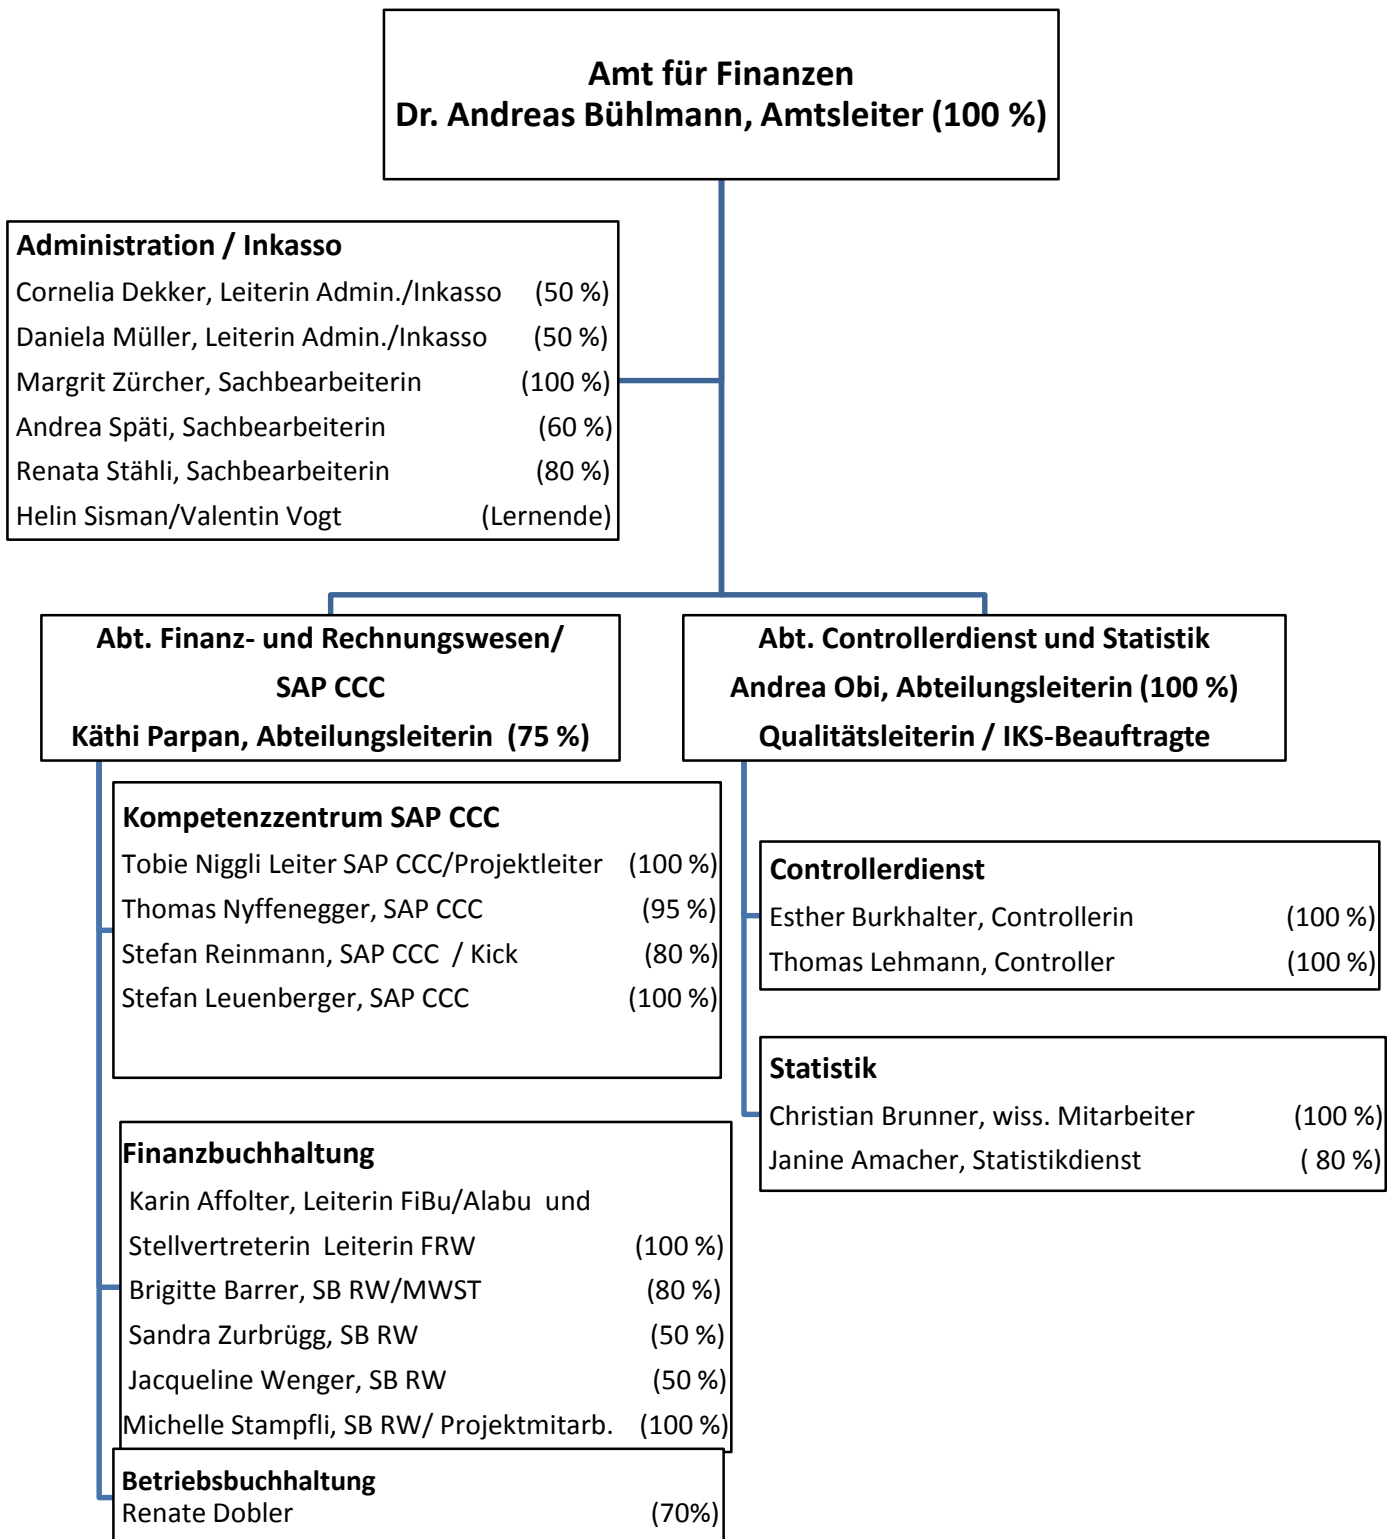 Amt für Finanzen
Dr. Andreas Bühlmann, Amtsleiter (100 %)
Administration / Inkasso
Cornelia Dekker, Leiterin Admin./Inkasso (50 %)
Daniela Müller, Leiterin Admin./Inkasso (50 %)
Margrit Zürcher, Sachbearbeiterin (100 %)
Andrea Späti, Sachbearbeiterin (60 %)
Renata Stähli, Sachbearbeiterin (80 %)
Helin Sisman/Valentin Vogt (Lernende)
Abt. Finanz- und Rechnungswesen/
SAP CCC
Käthi Parpan, Abteilungsleiterin (75 %)
Kompetenzzentrum SAP CCC
Tobie Niggli Leiter SAP CCC/Projektleiter (100 %)
Thomas Nyffenegger, SAP CCC (95 %)
Stefan Reinmann, SAP CCC / Kick (80 %)
Stefan Leuenberger, SAP CCC (100 %)
Finanzbuchhaltung
Karin Affolter, Leiterin FiBu/Alabu und
Stellvertreterin Leiterin FRW (100 %)
Brigitte Barrer, SB RW/MWST (80 %)
Sandra Zurbrügg, SB RW (50 %)
Jacqueline Wenger, SB RW (50 %)
Michelle Stampfli, SB RW/ Projektmitarb. (100 %)
Betriebsbuchhaltung
Renate Dobler (70%)
Abt. Controllerdienst und Statistik
Andrea Obi, Abteilungsleiterin (100 %)
Qualitätsleiterin / IKS-Beauftragte
Controllerdienst
Esther Burkhalter, Controllerin (100 %)
Thomas Lehmann, Controller (100 %)
Statistik
Christian Brunner, wiss. Mitarbeiter (100 %)
Janine Amacher, Statistikdienst ( 80 %)